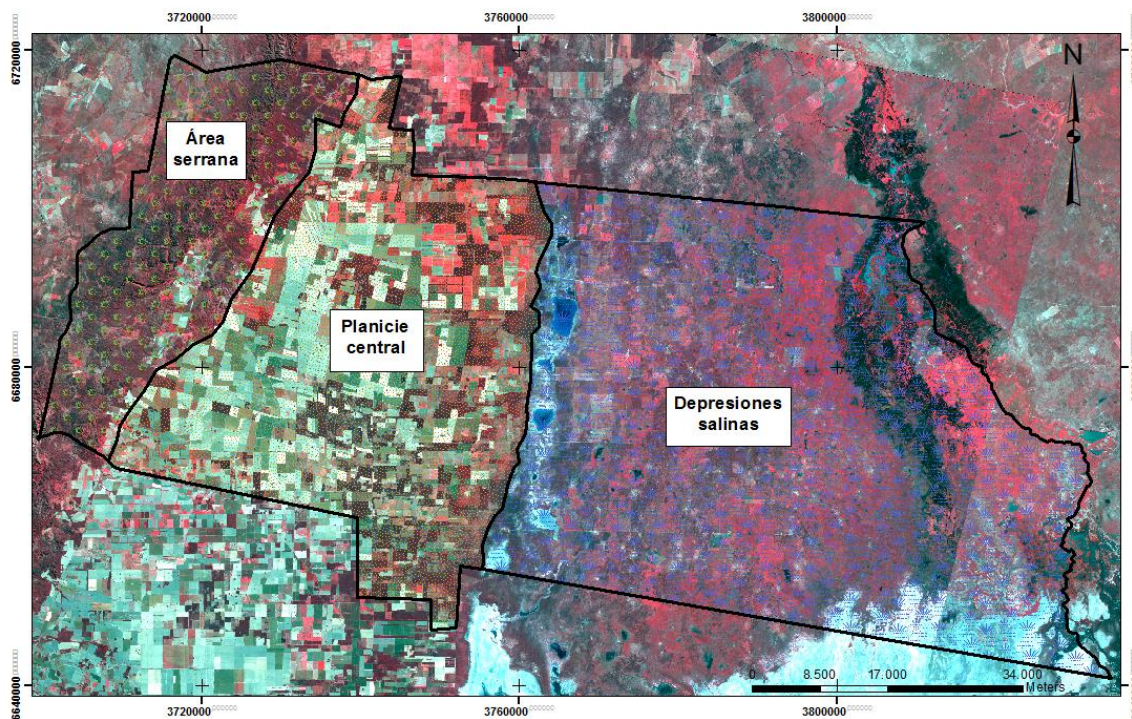 3720000 3760000 3800000
6720000
N
Área
serrana
Planicie
central
6680000
Depresiones
salinas
0 8.500 17.000 34.000
Meters
6640000
3720000 3760000 3800000